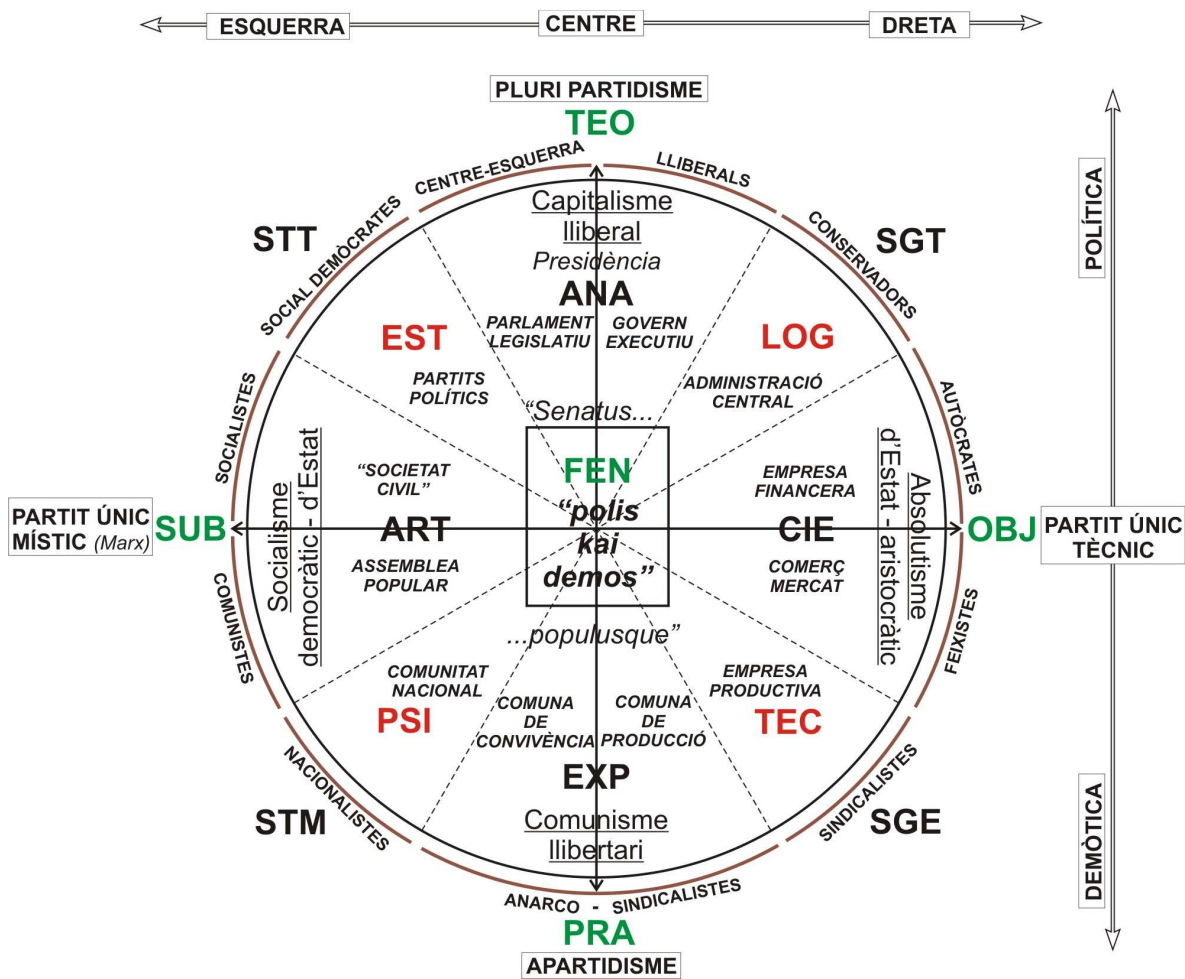 ESQUERRA
CENTRE
DRETA
PLURI PARTIDISME
TEO
CENTRE-ESQUERRA
LLIBERALS
POLÍTICA
STT
SOCIAL DEMÒCRATES
Capitalisme
lliberal
Presidència
ANA
CONSERVADORS
SGT
EST
PARLAMENT
LEGISLATIU
GOVERN
EXECUTIU
LOG
PARTITS
POLÍTICS
ADMINISTRACIÓ
CENTRAL
SOCIALISTES
AUTÒCRATES
“Senatus...
FEN
“polis
kai
demos”
...populusque”
“SOCIETAT
CIVIL”
ART
ASSEMBLEA
POPULAR
EMPRESA
FINANCERA
CIE
COMERÇ
MERCAT
Socialisme
democràtic - d’Estat
Absolutisme
d’Estat - aristocràtic
PARTIT ÚNIC
MÍSTIC (Marx)
SUB
OBJ
PARTIT ÚNIC
TÈCNIC
COMUNISTES
FEIXISTES
COMUNITAT
NACIONAL
PSI
COMUNA
DE
CONVIVÈNCIA
COMUNA
DE
PRODUCCIÓ
EMPRESA
PRODUCTIVA
TEC
EXP
Comunisme
llibertari
NACIONALISTES
SINDICALISTES
STM
SGE
DEMÒTICA
ANARCO - SINDICALISTES
PRA
APARTIDISME